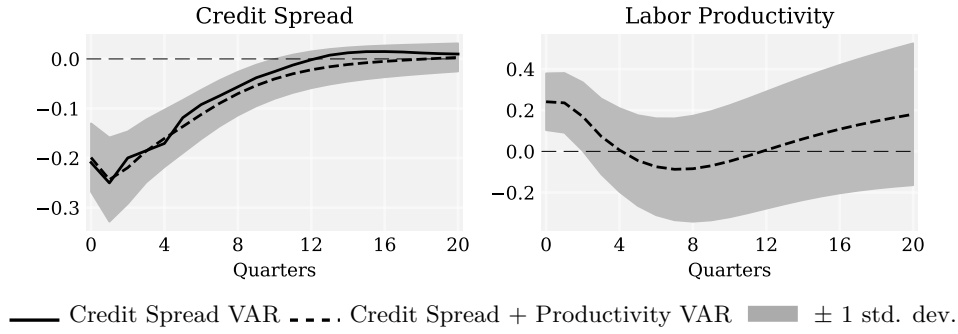 Credit Spread
Labor Productivity
0.0
−0.1
−0.2
−0.3
0 4 8 12 16 20
Quarters
0.4
0.2
0.0
−0.2
0 4 8 12 16 20
Quarters
Credit Spread VAR Credit Spread + Productivity VAR ± 1 std. dev.